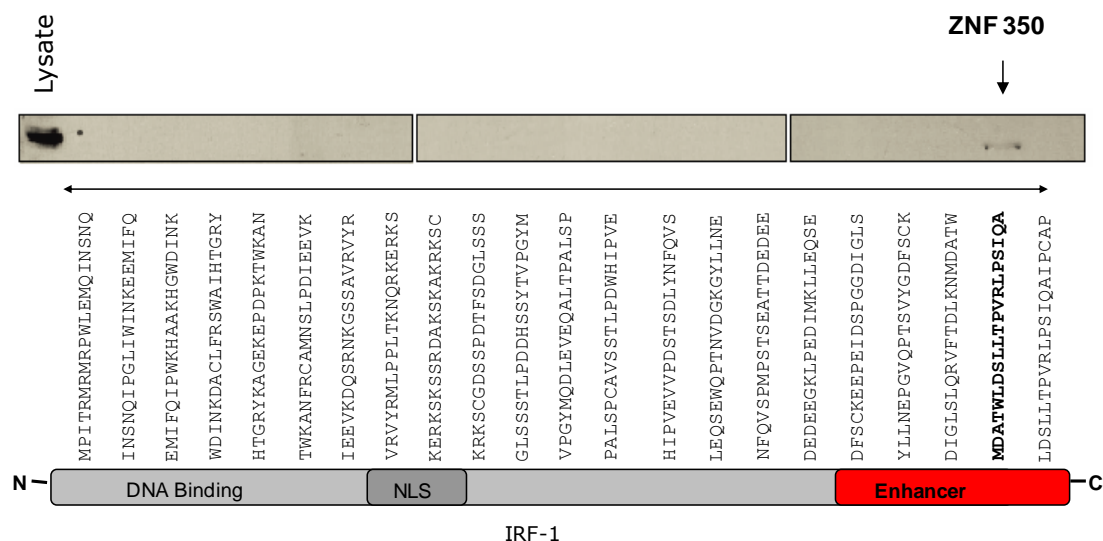 ZNF 350
Lysate
MPITRMRMRPWLEMQINSNQ
INSNQIPGLIWINKEEMIFQ
EMIFQIPWKHAAKHGWDINK
WDINKDACLFRSWAIHTGRY
HTGRYKAGEKEPDPKTWKAN
TWKANFRCAMNSLPDIEEVK
IEEVKDQSRNKGSSAVRVYR
VRVYRMLPPLTKNQRKERKS
KERKSKSSRDAKSKAKRKSC
KRKSCGDSSPDTFSDGLSSS
GLSSSTLPDDHSSYTVPGYM
VPGYMQDLEVEQALTPALSP
PALSPCAVSSTLPDWHIPVE
HIPVEVVPDSTSDLYNFQVS
LEQSEWQPTNVDGKGYLLNE
NFQVSPMPSTSEATTDEDEE
DEDEEGKLPEDIMKLLEQSE
DFSCKEEPEIDSPGGDIGLS
YLLNEPGVQPTSVYGDFSCK
DIGLSLQRVFTDLKNMDATW
MDATWLDSLLTPVRLPSIQA
LDSLLTPVRLPSIQAIPCAP
N
DNA Binding
NLS
Enhancer
C
IRF-1